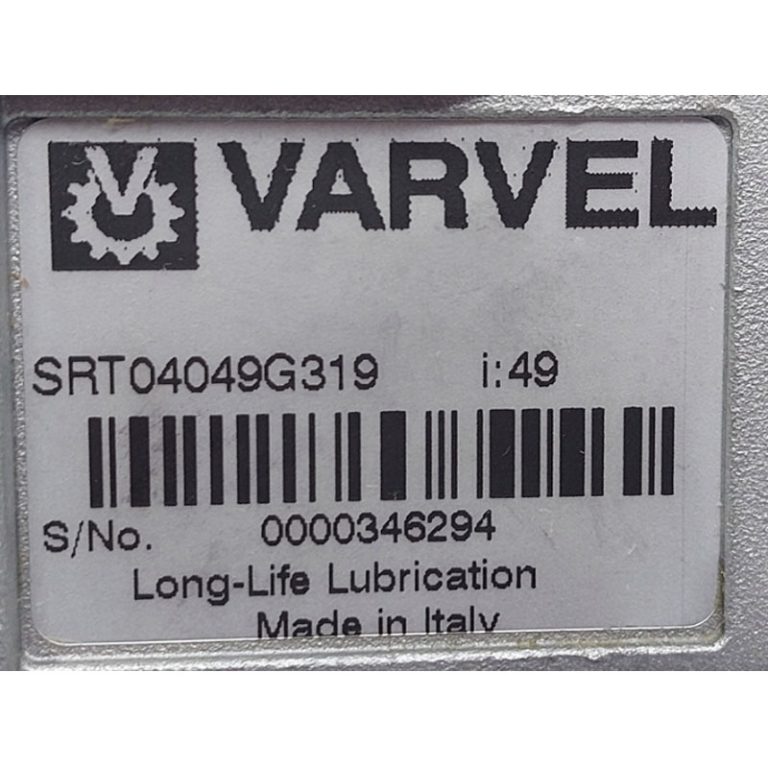 VARVEL
SRT04049G319 i:49
S/No. 0000346294
Long-Life Lubrication
Made in Italy